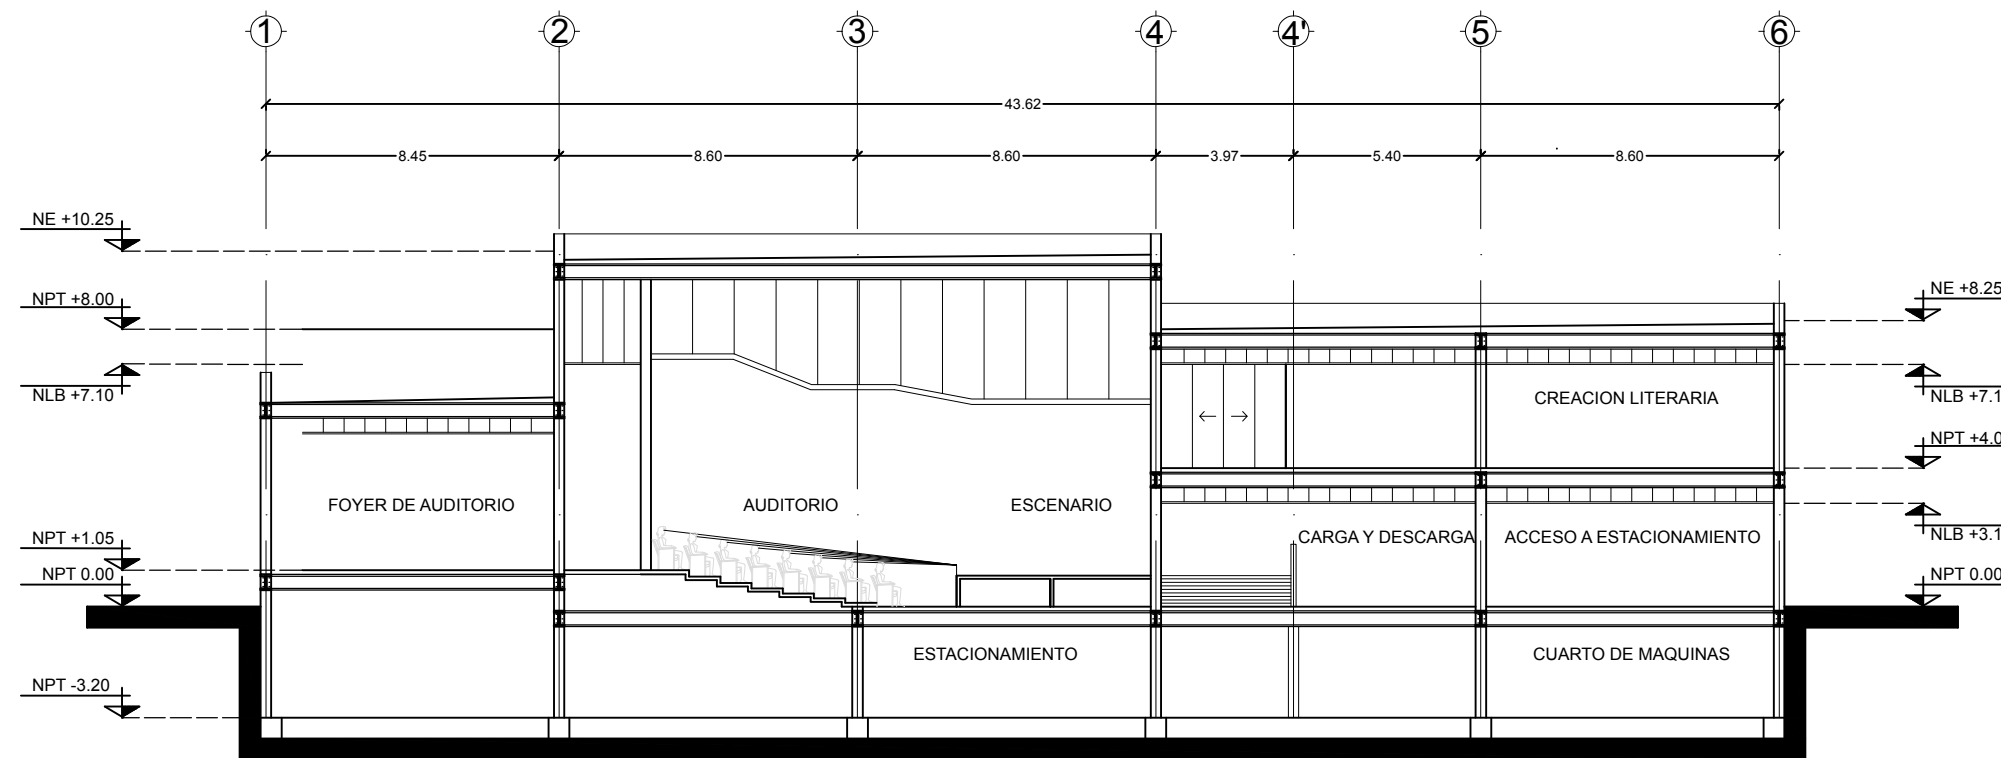 1 2 3 4 4' 5 6
43.62
8.45 8.60 8.60 3.97 5.40 8.60
NE +10.25
NE +8.25
NPT +8.00
NLB +7.10
NLB +7.1
CREACION LITERARIA
NPT +4.0
FOYER DE AUDITORIO AUDITORIO ESCENARIO
NLB +3.1
CARGA Y DESCARGA ACCESO A ESTACIONAMIENTO
NPT +1.05
NPT 0.00
NPT 0.00
ESTACIONAMIENTO CUARTO DE MAQUINAS
NPT -3.20